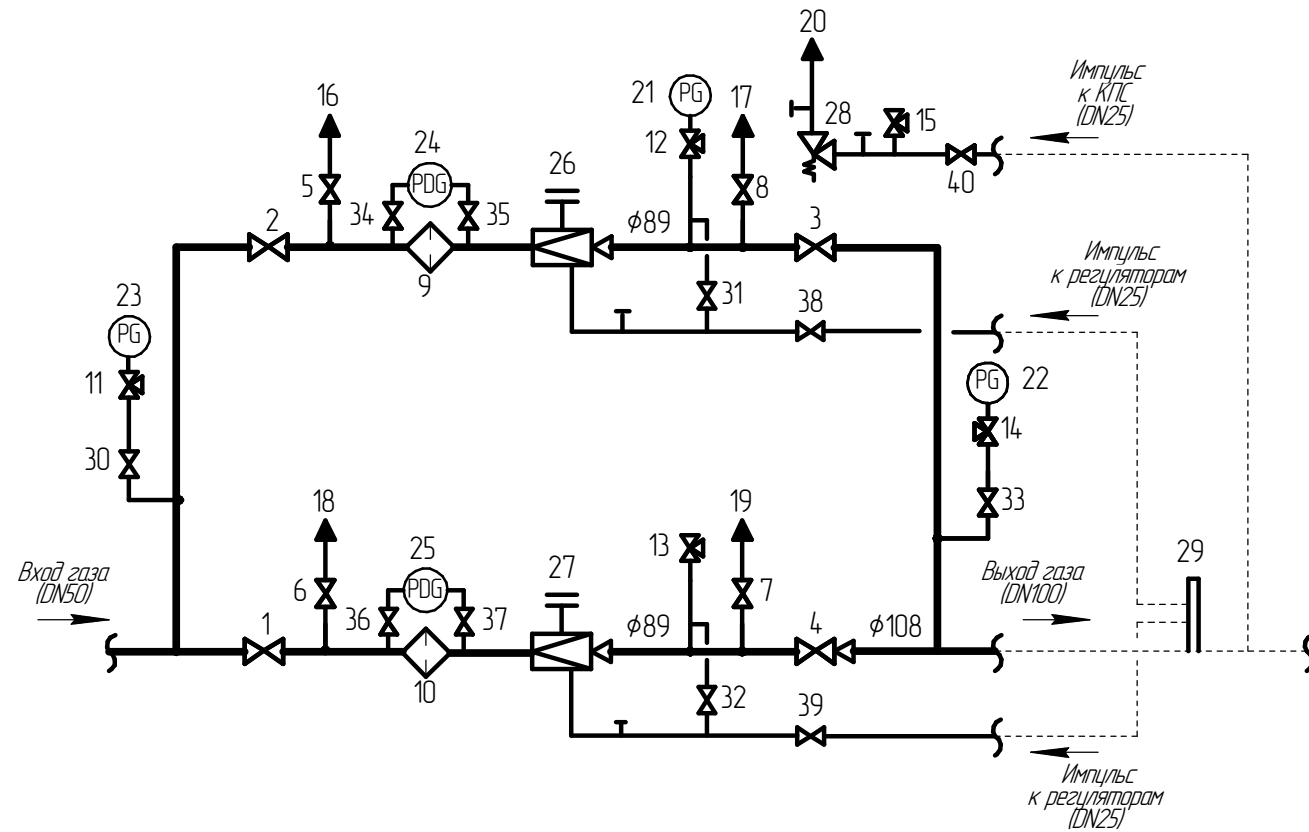 20
Импульс
к КПС
(DN25)
16
21
PG
17
28
15
24
12
26
PDG
5
34
35
8
40
2
ϕ89
3
Импульс
к регуляторам
(DN25)
9
31
38
23
PG
PG
22
11
14
30
33
18
19
25
13
27
29
Вход газа
(DN50)
PDG
Выход газа
(DN100)
6
36
37
7
1
ϕ89
4
ϕ108
10
32
39
Импульс
к регуляторам
(DN25)